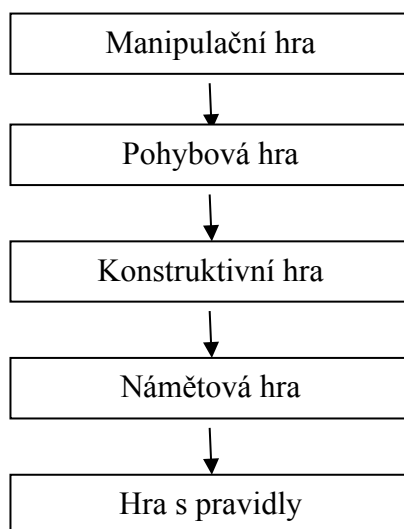 Manipulační hra
Pohybová hra
Konstruktivní hra
Námětová hra
Hra s pravidly